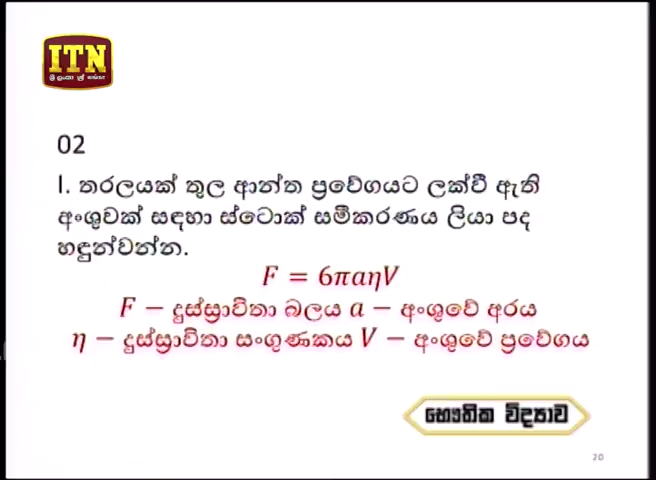 ITN
ශ්‍රී ලංකා ශ්‍රී සභා
02
I. තරලයක් තුල ආන්ත ප්‍රවේගයට ලක්වී ඇති
අංශුවක් සඳහා ස්ටොක් සමීකරණය ලියා පද
හඳුන්වන්න.
F = 6πaηV
F – දුස්ස්‍රාවිතා බලය a – අංශුවේ අරය
η – දුස්ස්‍රාවිතා සංගුණකය V – අංශුවේ ප්‍රවේගය
භෞතික විද්‍යාව
20